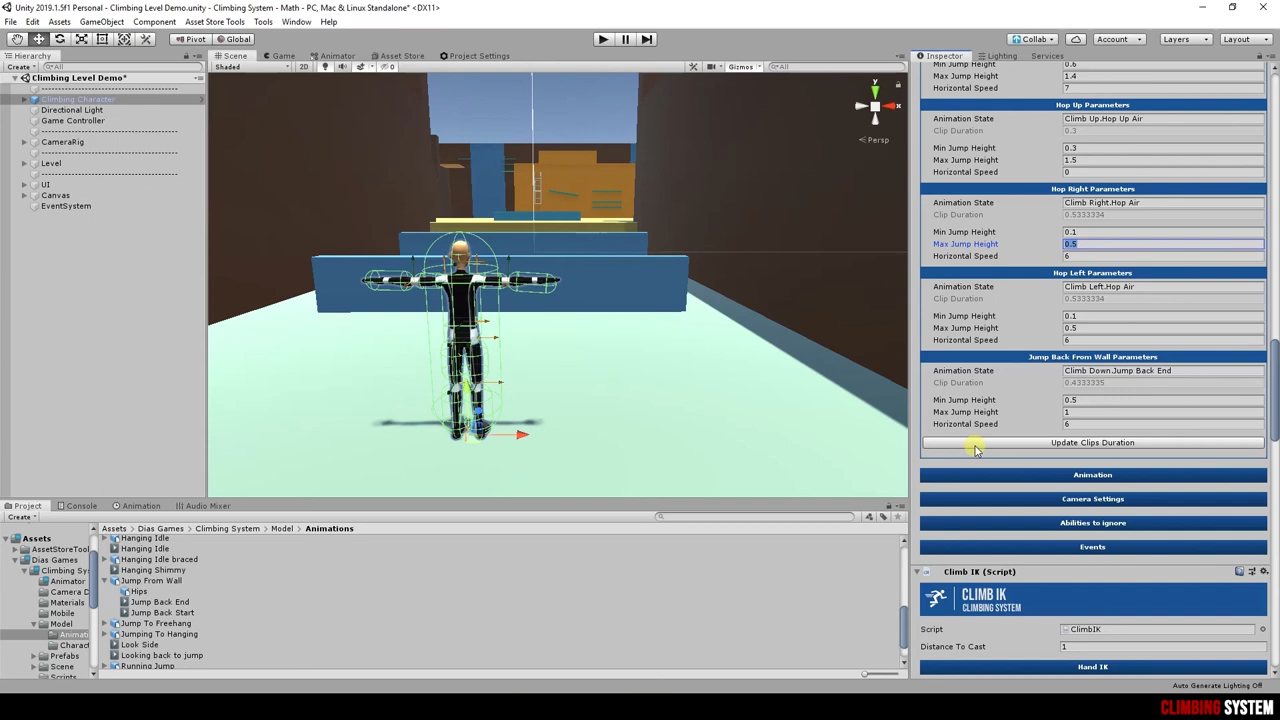 Unity 2019.1.5f1 Personal - Climbing Level Demo.unity - Climbing System - Math - PC, Mac & Linux Standalone* <DX11>
File Edit Assets GameObject Component Asset Store Tools Tools Window Help
Pivot Global Collab Account Layers Layout
Hierarchy Scene Game Animator Asset Store Project Settings Inspector Lighting Services
Create All Shaded 2D 0 Gizmos All
Climbing Level Demo*
Climbing Character
Directional Light
Game Controller
CameraRig
Level
UI
Canvas
EventSystem
y
x
Persp
Min Jump Height 0.6
Max Jump Height 1.4
Horizontal Speed 7
Hop Up Parameters
Animation State Climb Up.Hop Up Air
Clip Duration 0.3
Min Jump Height 0.3
Max Jump Height 1.5
Horizontal Speed 0
Hop Right Parameters
Animation State Climb Right.Hop Air
Clip Duration 0.5333334
Min Jump Height 0.1
Max Jump Height 0.5
Horizontal Speed 6
Hop Left Parameters
Animation State Climb Left.Hop Air
Clip Duration 0.5333334
Min Jump Height 0.1
Max Jump Height 0.5
Horizontal Speed 6
Jump Back From Wall Parameters
Animation State Climb Down.Jump Back End
Clip Duration 0.4333335
Min Jump Height 0.5
Max Jump Height 1
Horizontal Speed 6
Update Clips Duration
Animation
Camera Settings
Abilities to ignore
Events
Climb IK (Script)
CLIMB IK
CLIMBING SYSTEM
Script ClimbIK
Distance To Cast 1
Hand IK
Project Console Animation Audio Mixer
Create
Assets
AssetStoreTool
Dias Games
Climbing Sy
Animator
Camera D
Materials
Mobile
Model
Animati
Charact
Prefabs
Scene
Scripts
Assets Dias Games Climbing System Model Animations
Hanging Idle
Hanging Idle
Hanging Idle braced
Hanging Shimmy
Jump From Wall
Hips
Jump Back End
Jump Back Start
Jump To Freehang
Jumping To Hanging
Look Side
Looking back to jump
Running Jump
Auto Generate Lighting Off
CLIMBING SYSTEM